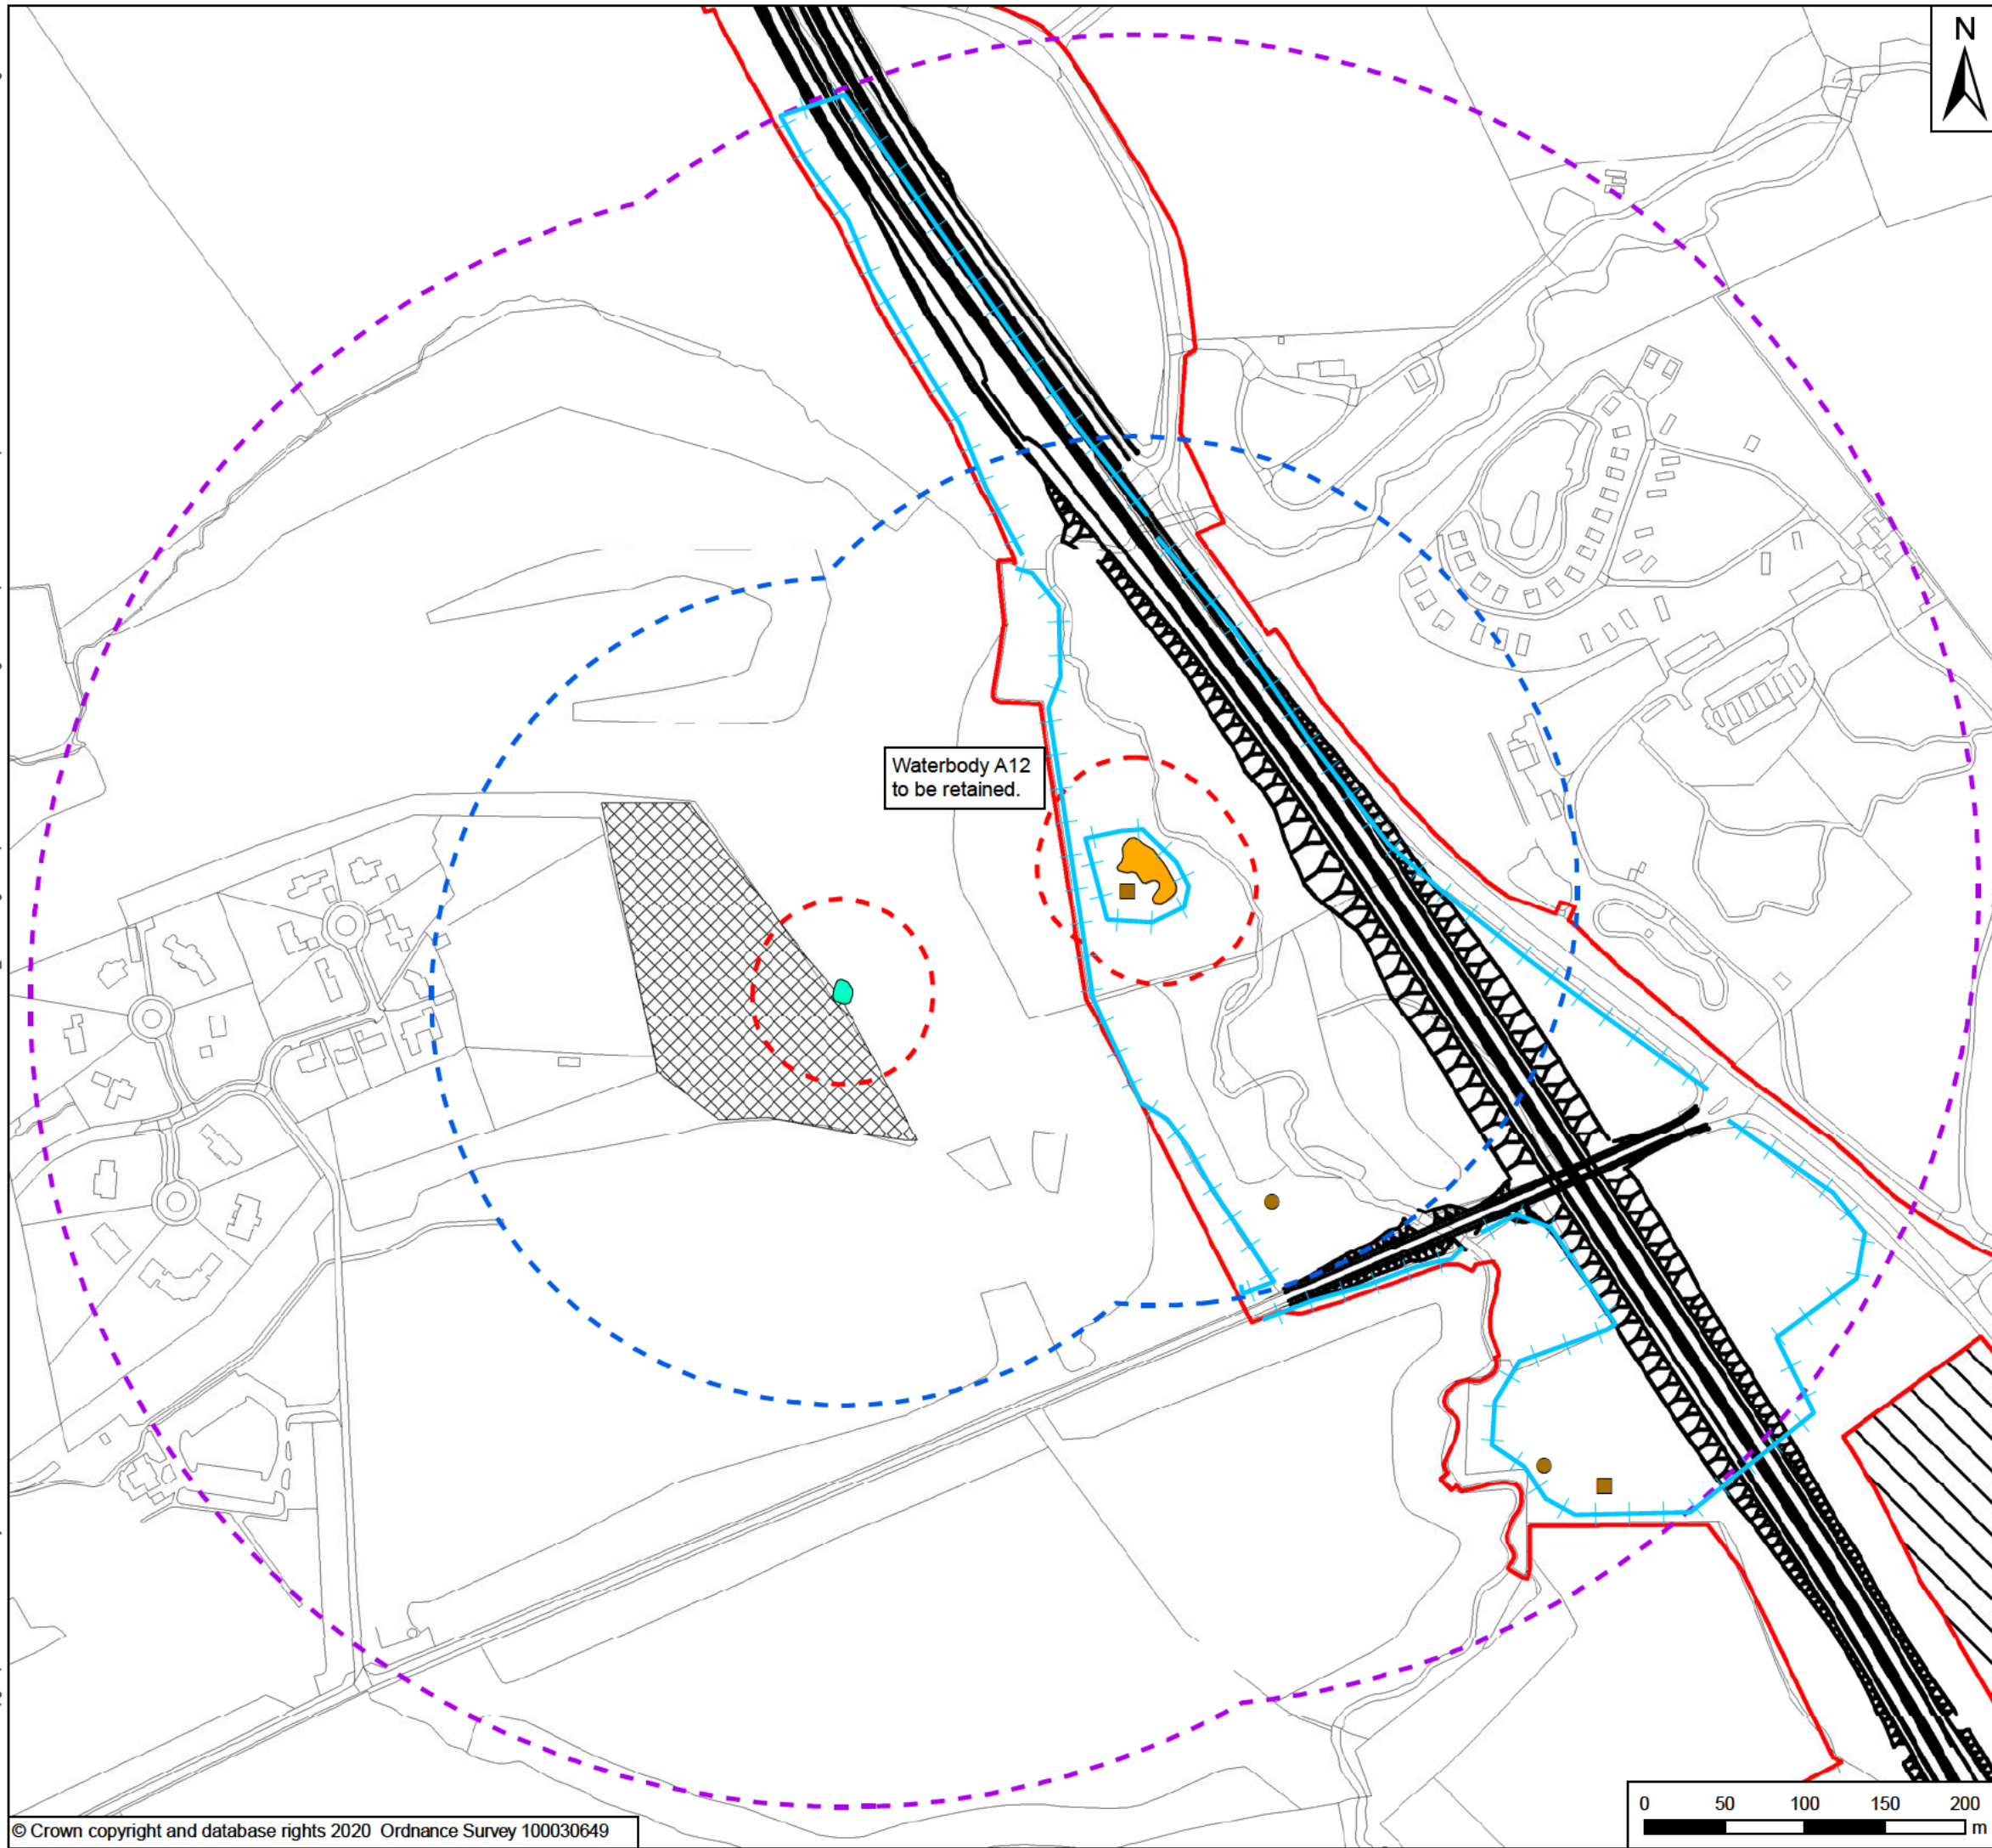 N
Waterbody A12
to be retained.
0 50 100 150 200
m
© Crown copyright and database rights 2020 Ordnance Survey 100030649